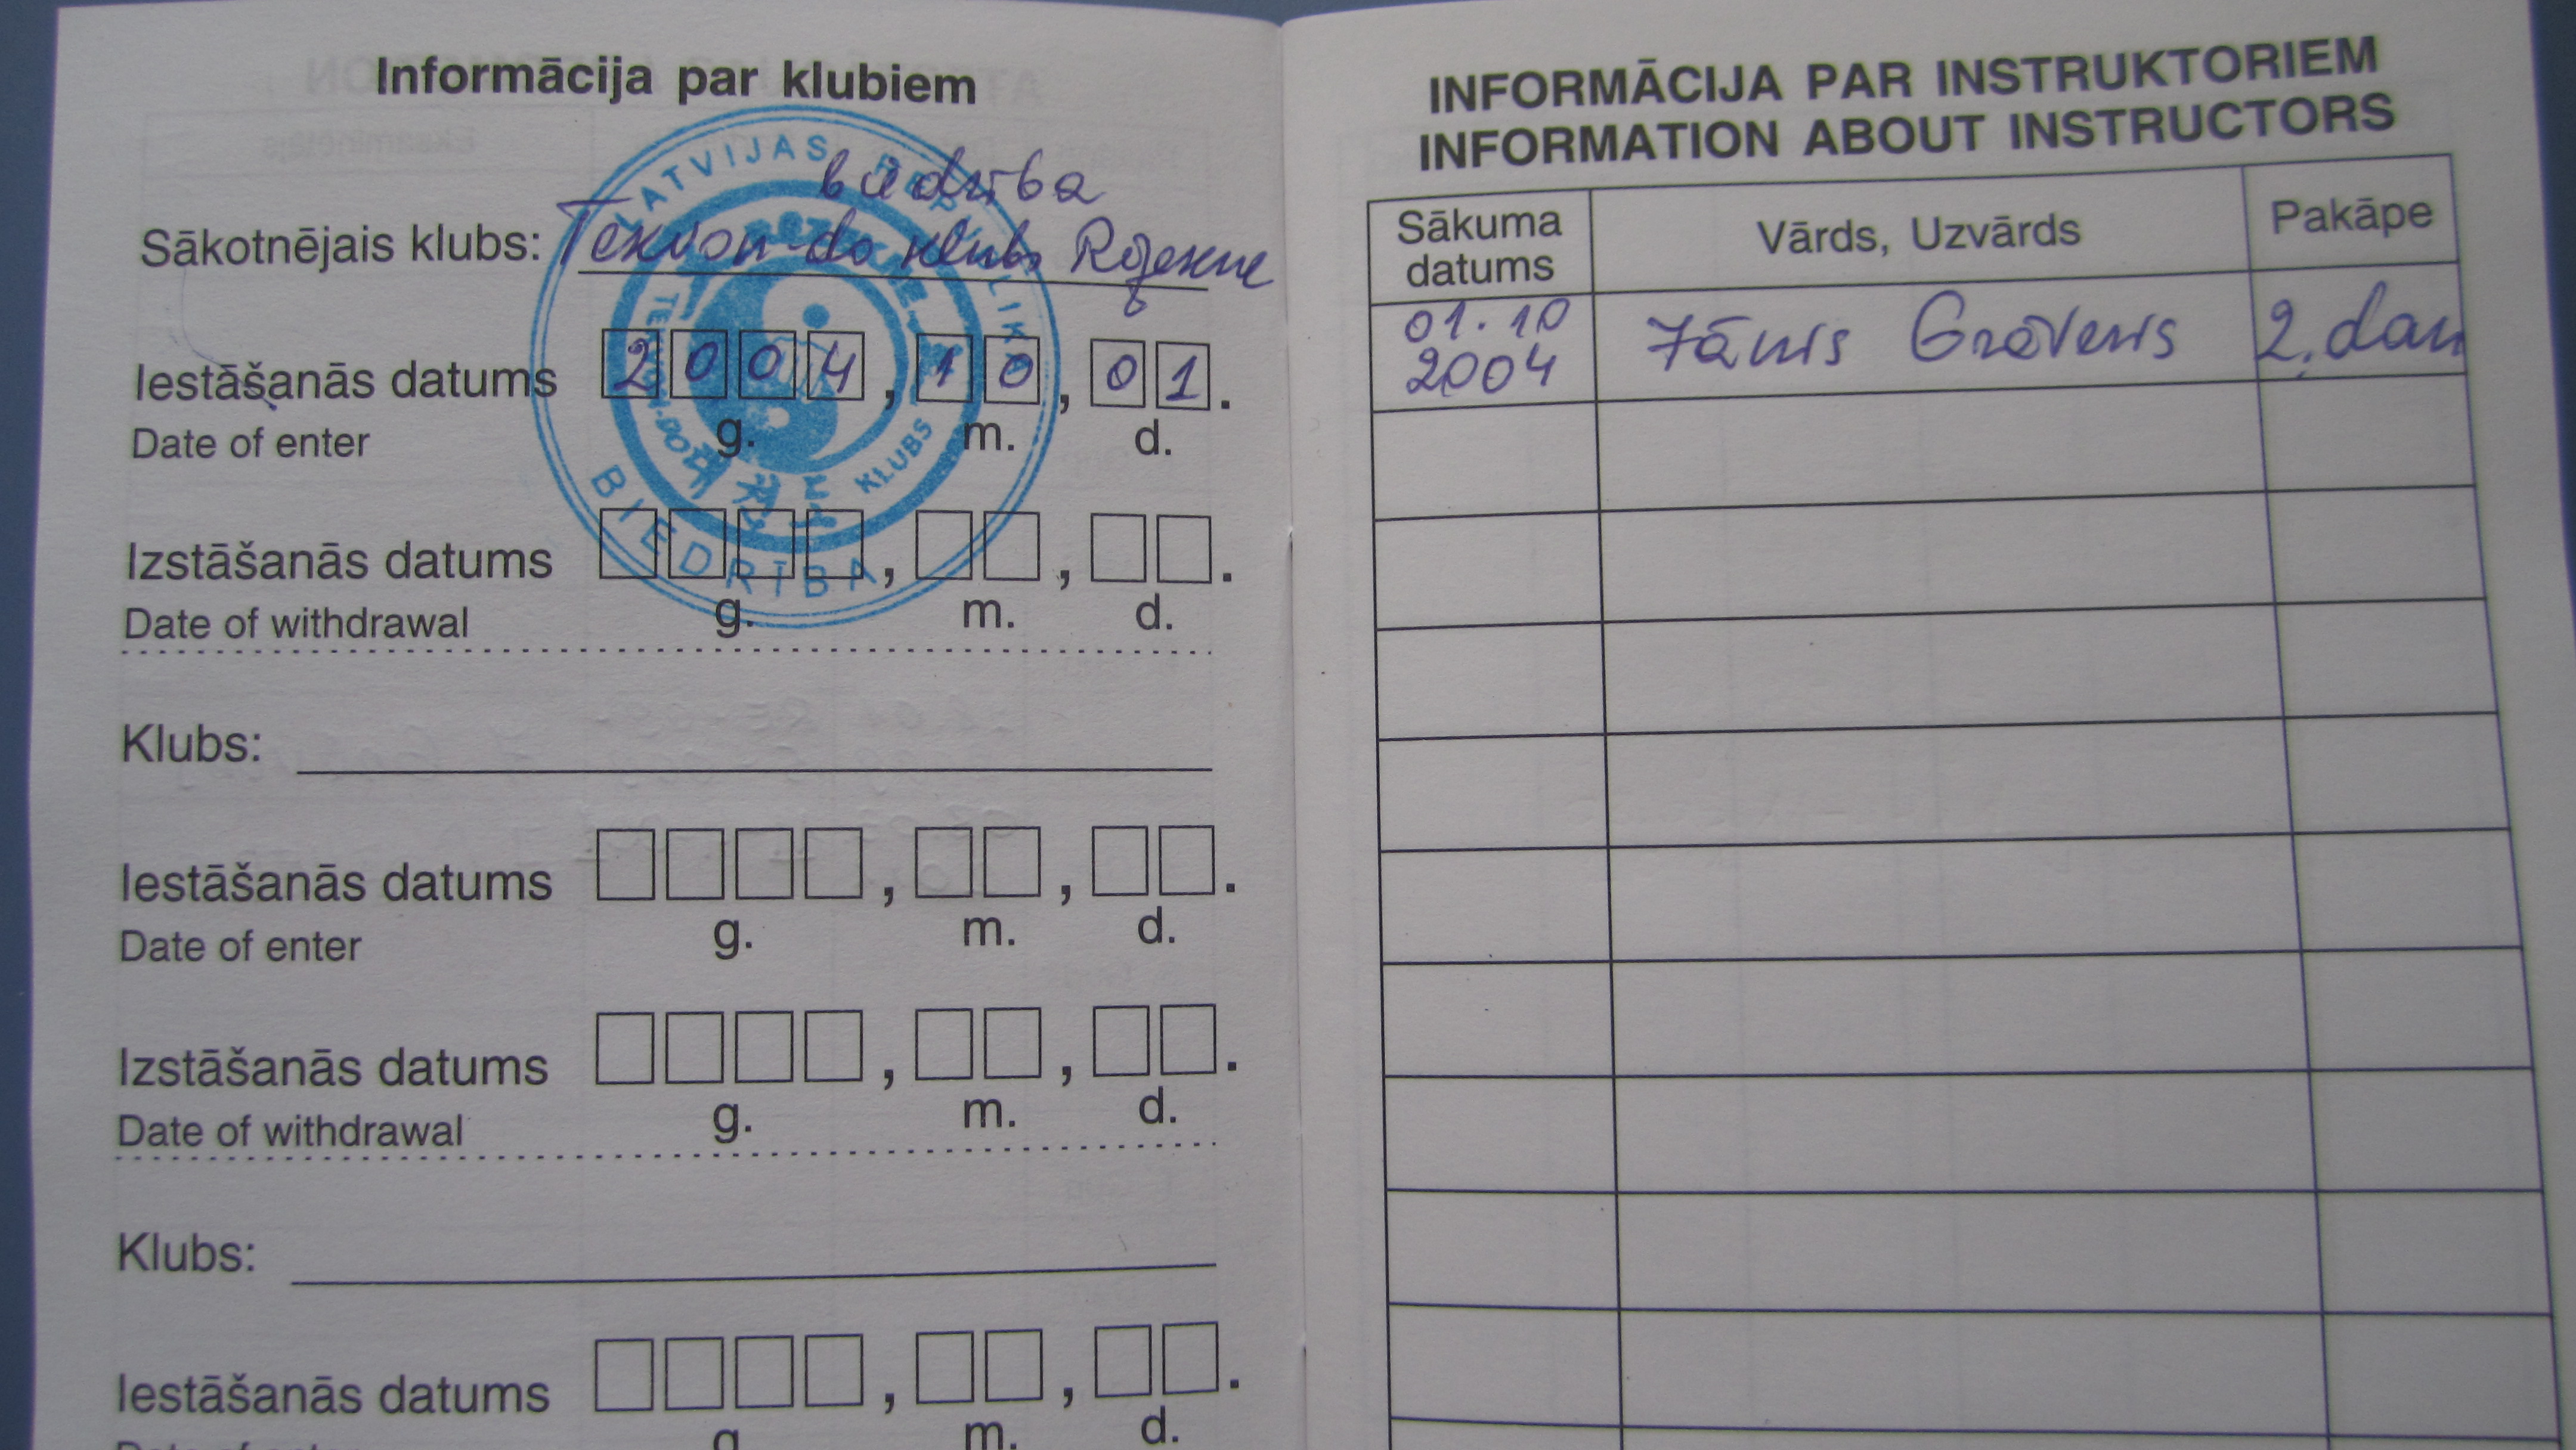 Informācija par klubiem
biedrība
Sākotnējais klubs: Tekvon-do klubs Rēzekne
Iestāšanās datums 2004, 10, 01.
Date of enter g. m. d.
Izstāšanās datums , , .
Date of withdrawal g. m. d.
Klubs:
Iestāšanās datums , , .
Date of enter g. m. d.
Izstāšanās datums , , .
Date of withdrawal g. m. d.
Klubs:
Iestāšanās datums , , .
g. m. d.
LATVIJAS REPUBLIKA
BIEDRĪBA
KLUBS
INFORMĀCIJA PAR INSTRUKTORIEM
INFORMATION ABOUT INSTRUCTORS
Sākuma datums Vārds, Uzvārds Pakāpe
01.10 2004 Jānis Grāveris 2. dan